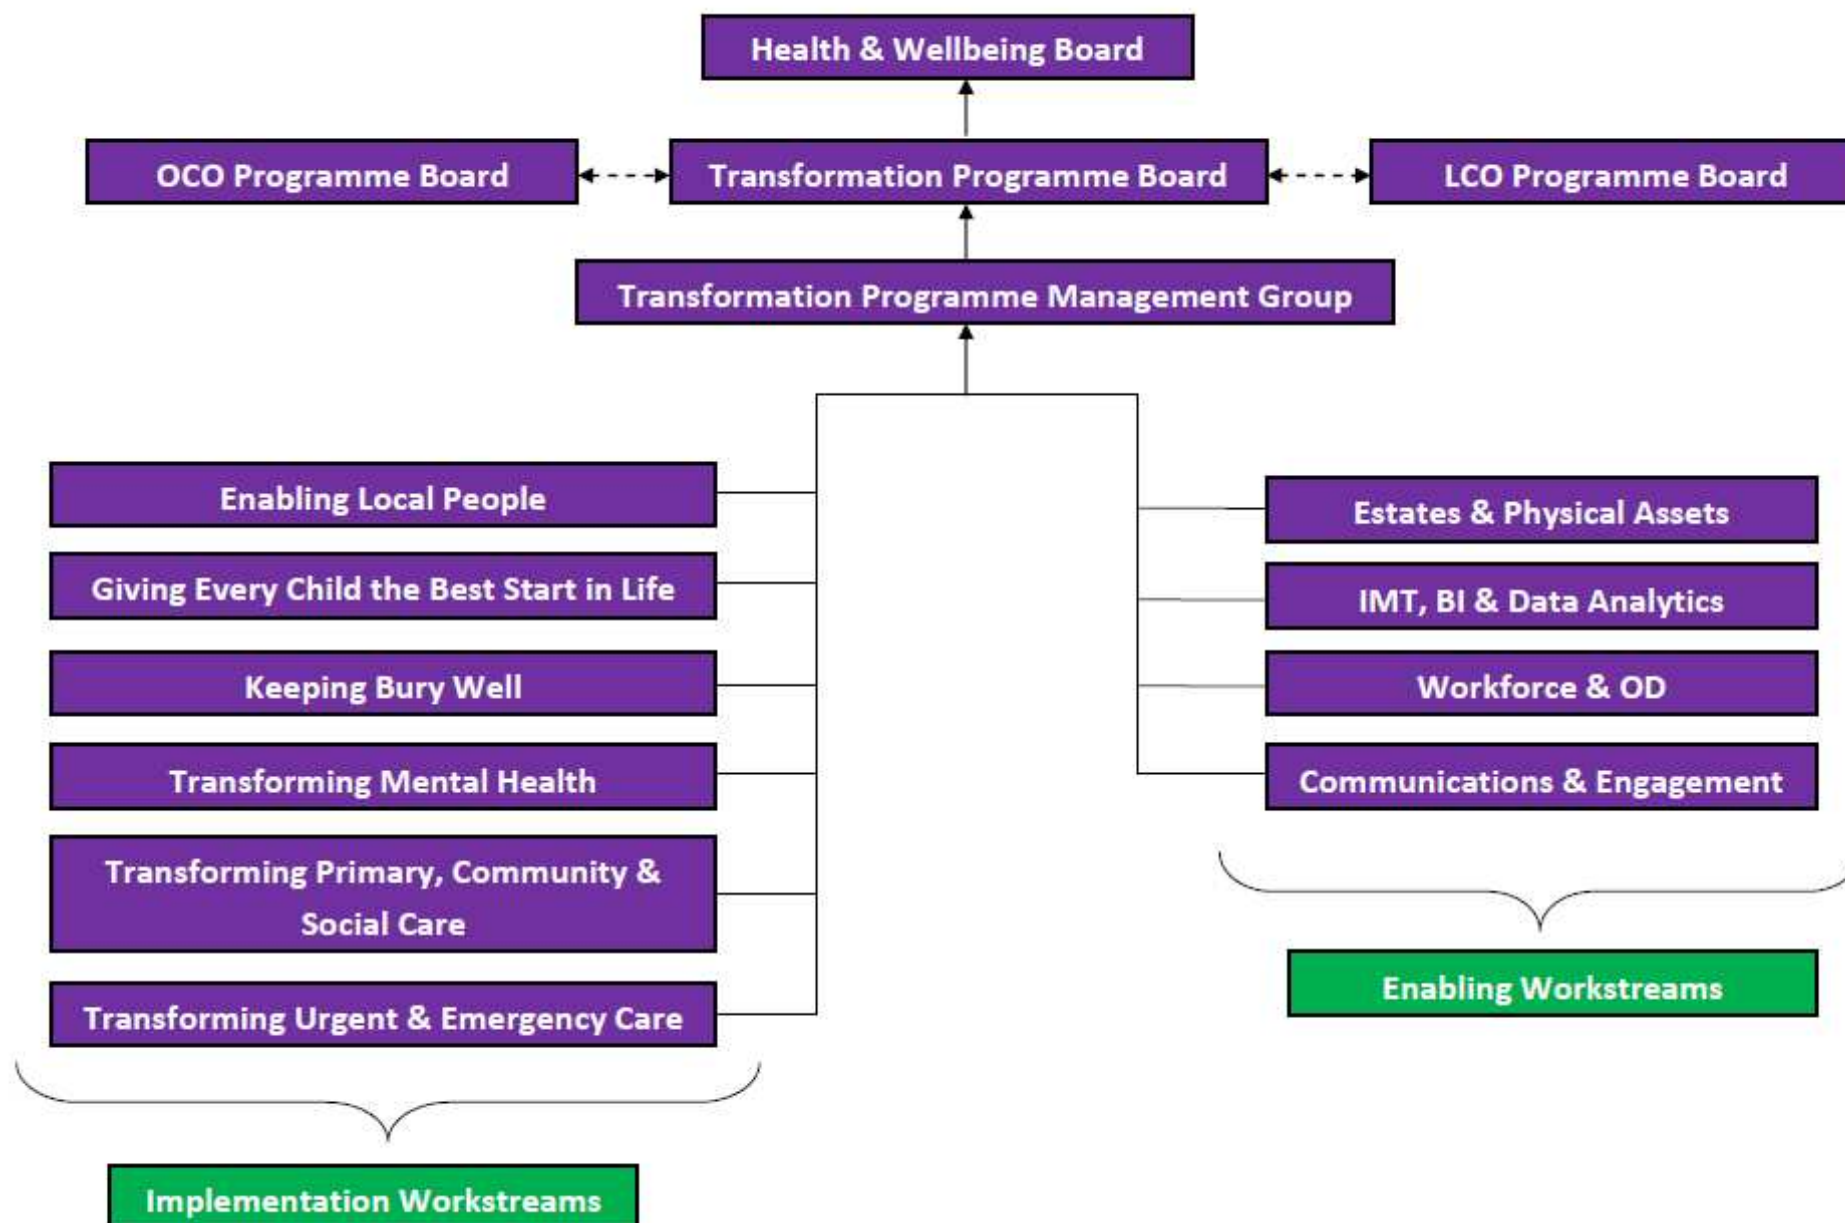 Health & Wellbeing Board
OCO Programme Board
Transformation Programme Board
LCO Programme Board
Transformation Programme Management Group
Enabling Local People
Giving Every Child the Best Start in Life
Keeping Bury Well
Transforming Mental Health
Transforming Primary, Community &
Social Care
Transforming Urgent & Emergency Care
Implementation Workstreams
Estates & Physical Assets
IMT, BI & Data Analytics
Workforce & OD
Communications & Engagement
Enabling Workstreams